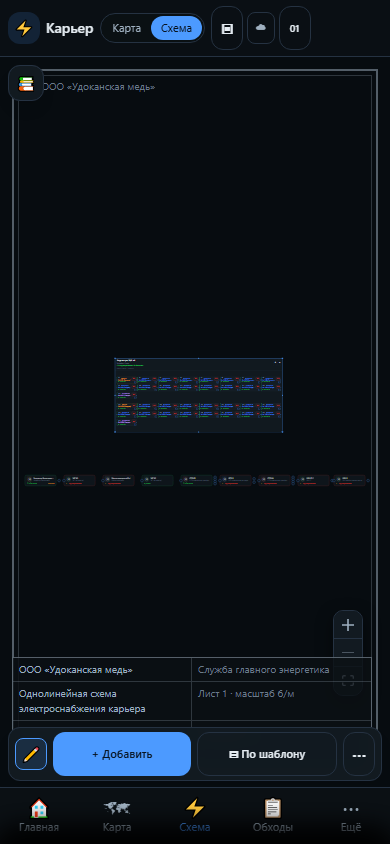 Карьер
Карта
Схема
01
ООО «Удоканская медь»
ООО «Удоканская медь»
Служба главного энергетика
Однолинейная схема
электроснабжения карьера
Лист 1 · масштаб б/м
+ Добавить
По шаблону
Главная
Карта
Схема
Обходы
Ещё